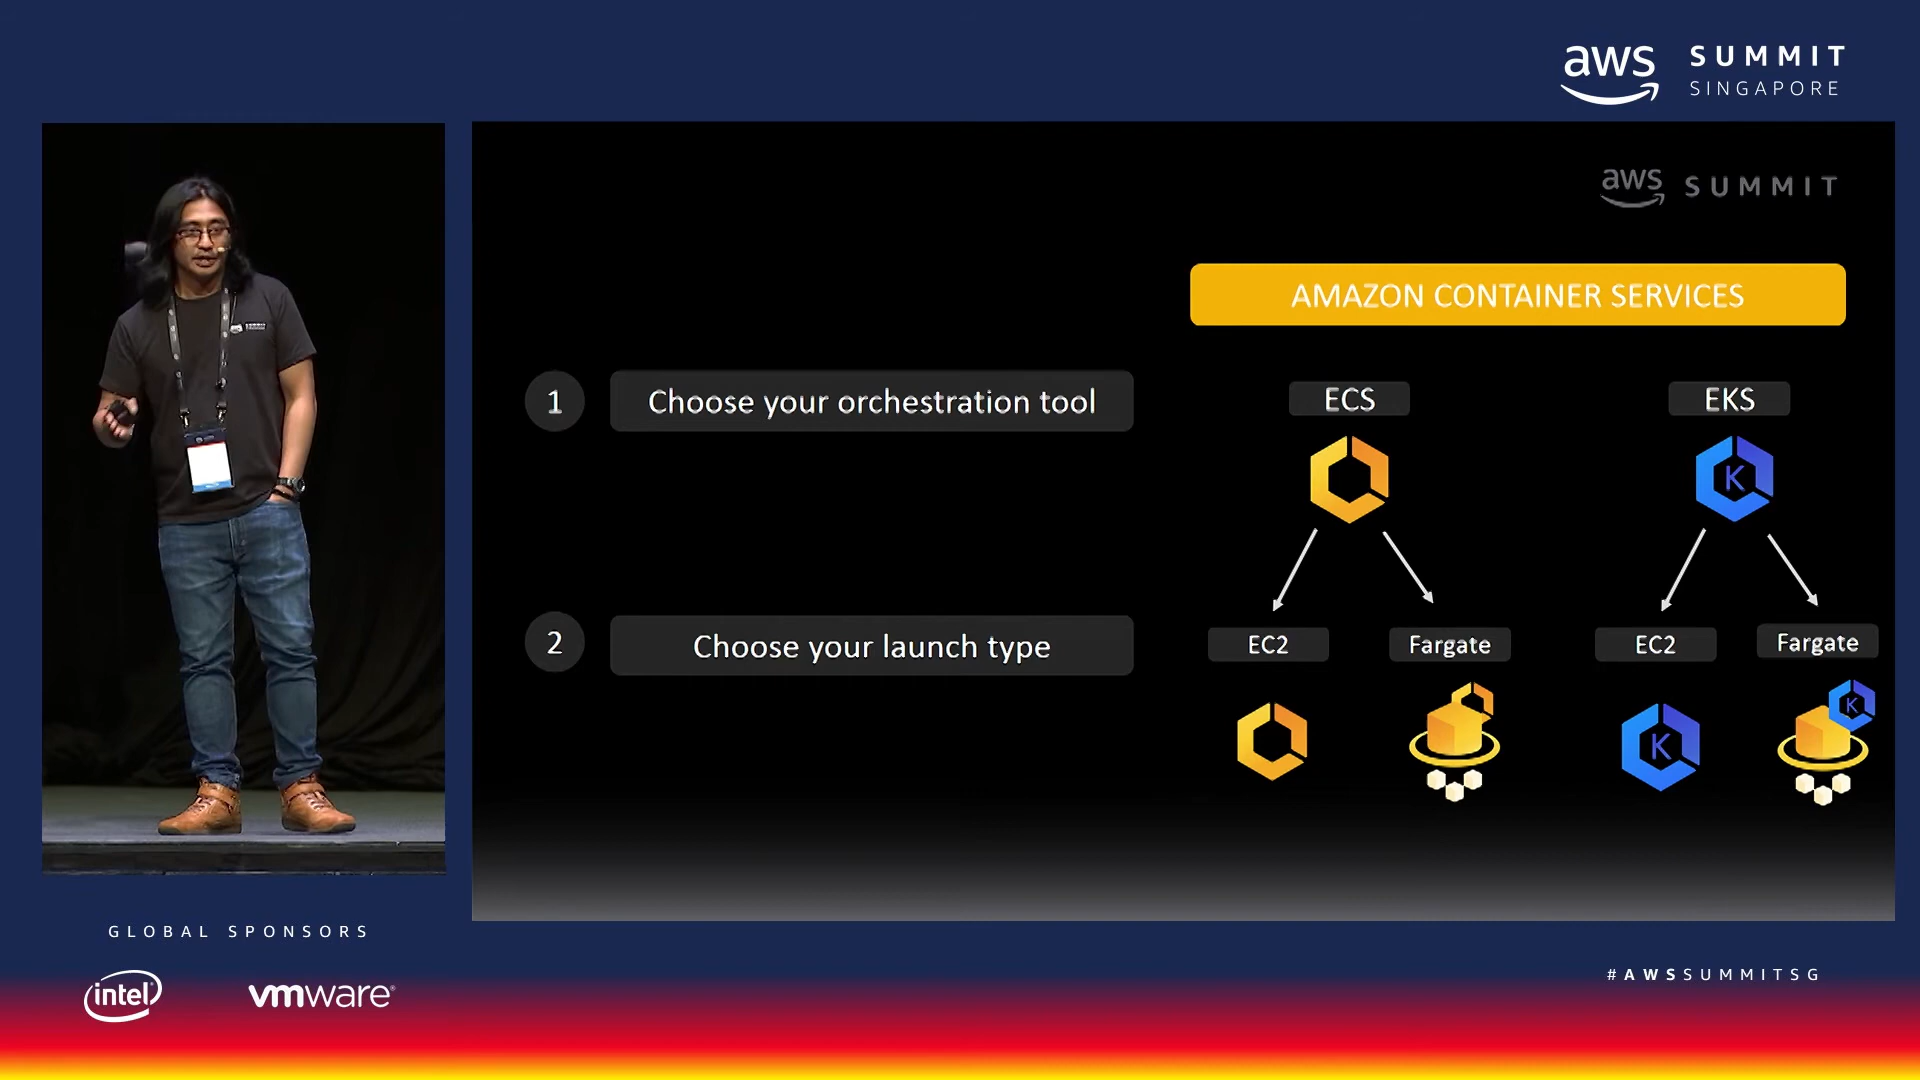 aws SUMMIT
SINGAPORE
aws SUMMIT
AMAZON CONTAINER SERVICES
1 Choose your orchestration tool
ECS EKS
K
2 Choose your launch type
EC2 Fargate EC2 Fargate
K K
GLOBAL SPONSORS
intel vmware®
#AWSSUMMITSG